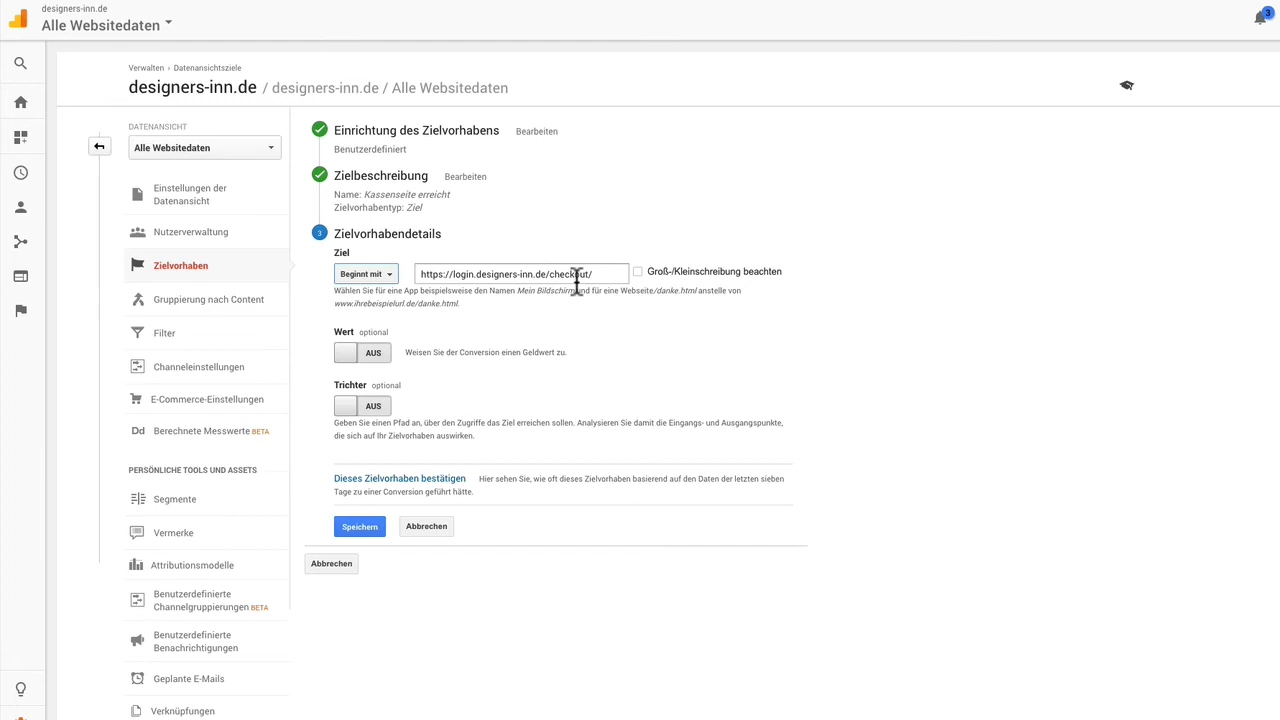 designers-inn.de
Alle Websitedaten
3
Verwalten › Datenansichtsziele
designers-inn.de / designers-inn.de / Alle Websitedaten
DATENANSICHT
Alle Websitedaten
Einstellungen der
Datenansicht
Nutzerverwaltung
Zielvorhaben
Gruppierung nach Content
Filter
Channeleinstellungen
E-Commerce-Einstellungen
Dd Berechnete Messwerte BETA
PERSÖNLICHE TOOLS UND ASSETS
Segmente
Vermerke
Attributionsmodelle
Benutzerdefinierte
Channelgruppierungen BETA
Benutzerdefinierte
Benachrichtigungen
Geplante E-Mails
Verknüpfungen
Einrichtung des Zielvorhabens Bearbeiten
Benutzerdefiniert
Zielbeschreibung Bearbeiten
Name: Kassenseite erreicht
Zielvorhabentyp: Ziel
3 Zielvorhabendetails
Ziel
Beginnt mit https://login.designers-inn.de/checkout/ Groß-/Kleinschreibung beachten
Wählen Sie für eine App beispielsweise den Namen Mein Bildschirm und für eine Webseite /danke.html anstelle von
www.ihrebeispielurl.de/danke.html.
Wert optional
AUS Weisen Sie der Conversion einen Geldwert zu.
Trichter optional
AUS
Geben Sie einen Pfad an, über den Zugriffe das Ziel erreichen sollen. Analysieren Sie damit die Eingangs- und Ausgangspunkte,
die sich auf Ihr Zielvorhaben auswirken.
Dieses Zielvorhaben bestätigen Hier sehen Sie, wie oft dieses Zielvorhaben basierend auf den Daten der letzten sieben
Tage zu einer Conversion geführt hätte.
Speichern Abbrechen
Abbrechen